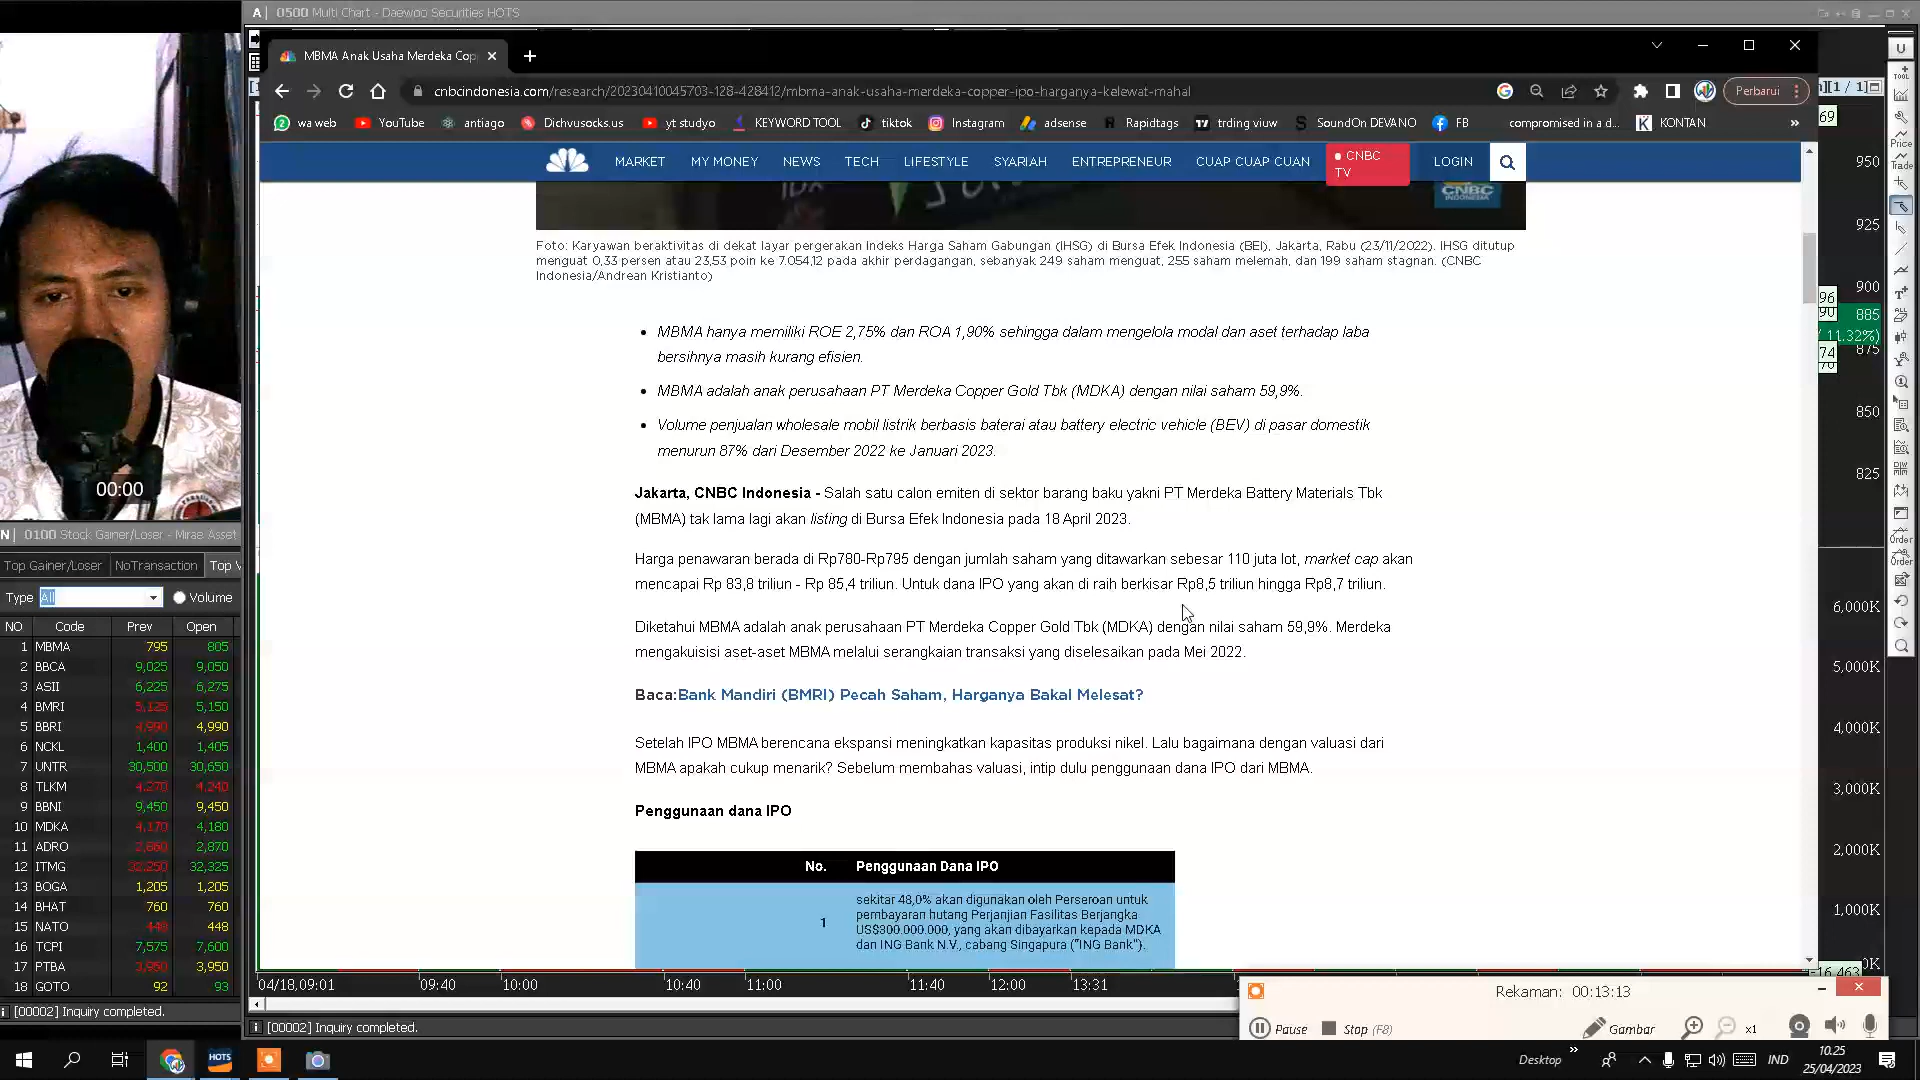 A 0500 Multi Chart - Daewoo Securities HOTS
MBMA Anak Usaha Merdeka Cop
cnbcindonesia.com/research/20230410045703-128-428412/mbma-anak-usaha-merdeka-copper-ipo-harganya-kelewat-mahal
Perbarui
wa web YouTube antiago Dichvusocks.us yt studyo KEYWORD TOOL tiktok Instagram adsense Rapidtags trding viuw SoundOn DEVANO FB compromised in a d... KONTAN »
MARKET MY MONEY NEWS TECH LIFESTYLE SYARIAH ENTREPRENEUR CUAP CUAP CUAN CNBC TV LOGIN
CNBC
INDONESIA
Foto: Karyawan beraktivitas di dekat layar pergerakan Indeks Harga Saham Gabungan (IHSG) di Bursa Efek Indonesia (BEI), Jakarta, Rabu (23/11/2022). IHSG ditutup
menguat 0,33 persen atau 23,53 poin ke 7.054,12 pada akhir perdagangan, sebanyak 249 saham menguat, 255 saham melemah, dan 199 saham stagnan. (CNBC
Indonesia/Andrean Kristianto)
MBMA hanya memiliki ROE 2,75% dan ROA 1,90% sehingga dalam mengelola modal dan aset terhadap laba
bersihnya masih kurang efisien.
MBMA adalah anak perusahaan PT Merdeka Copper Gold Tbk (MDKA) dengan nilai saham 59,9%.
Volume penjualan wholesale mobil listrik berbasis baterai atau battery electric vehicle (BEV) di pasar domestik
menurun 87% dari Desember 2022 ke Januari 2023.
Jakarta, CNBC Indonesia - Salah satu calon emiten di sektor barang baku yakni PT Merdeka Battery Materials Tbk
(MBMA) tak lama lagi akan listing di Bursa Efek Indonesia pada 18 April 2023.
Harga penawaran berada di Rp780-Rp795 dengan jumlah saham yang ditawarkan sebesar 110 juta lot, market cap akan
mencapai Rp 83,8 triliun - Rp 85,4 triliun. Untuk dana IPO yang akan di raih berkisar Rp8,5 triliun hingga Rp8,7 triliun.
Diketahui MBMA adalah anak perusahaan PT Merdeka Copper Gold Tbk (MDKA) dengan nilai saham 59,9%. Merdeka
mengakuisisi aset-aset MBMA melalui serangkaian transaksi yang diselesaikan pada Mei 2022.
Baca:Bank Mandiri (BMRI) Pecah Saham, Harganya Bakal Melesat?
Setelah IPO MBMA berencana ekspansi meningkatkan kapasitas produksi nikel. Lalu bagaimana dengan valuasi dari
MBMA apakah cukup menarik? Sebelum membahas valuasi, intip dulu penggunaan dana IPO dari MBMA.
Penggunaan dana IPO
No. Penggunaan Dana IPO
sekitar 48,0% akan digunakan oleh Perseroan untuk
pembayaran hutang Perjanjian Fasilitas Berjangka
1 US$300.000.000, yang akan dibayarkan kepada MDKA
dan ING Bank N.V., cabang Singapura ("ING Bank").
00:00
N 0100 Stock Gainer/Loser - Mirae Asset
Top Gainer/Loser NoTransaction Top V
Type All Volume
NO Code Prev Open
1 MBMA 795 805
2 BBCA 9,025 9,050
3 ASII 6,225 6,275
4 BMRI 5,125 5,150
5 BBRI 4,990 4,990
6 NCKL 1,400 1,405
7 UNTR 30,500 30,650
8 TLKM 4,270 4,240
9 BBNI 9,450 9,450
10 MDKA 4,170 4,180
11 ADRO 2,860 2,870
12 ITMG 32,250 32,325
13 BOGA 1,205 1,205
14 BHAT 760 760
15 NATO 448 448
16 TCPI 7,575 7,600
17 PTBA 3,950 3,950
18 GOTO 92 93
[00002] Inquiry completed.
][1 / 1]
69
950
925
900
96
90
885
11.32%)
875
74
70
850
825
6,000K
5,000K
4,000K
3,000K
2,000K
1,000K
-16,463
U
TOOL
Price
Trade
DIW
Order
Order
04/18,09:01 09:40 10:00 10:40 11:00 11:40 12:00 13:31
[00002] Inquiry completed.
Rekaman: 00:13:13
Pause Stop (F8) Gambar x1
HOTS
Desktop » IND 10.25
25/04/2023